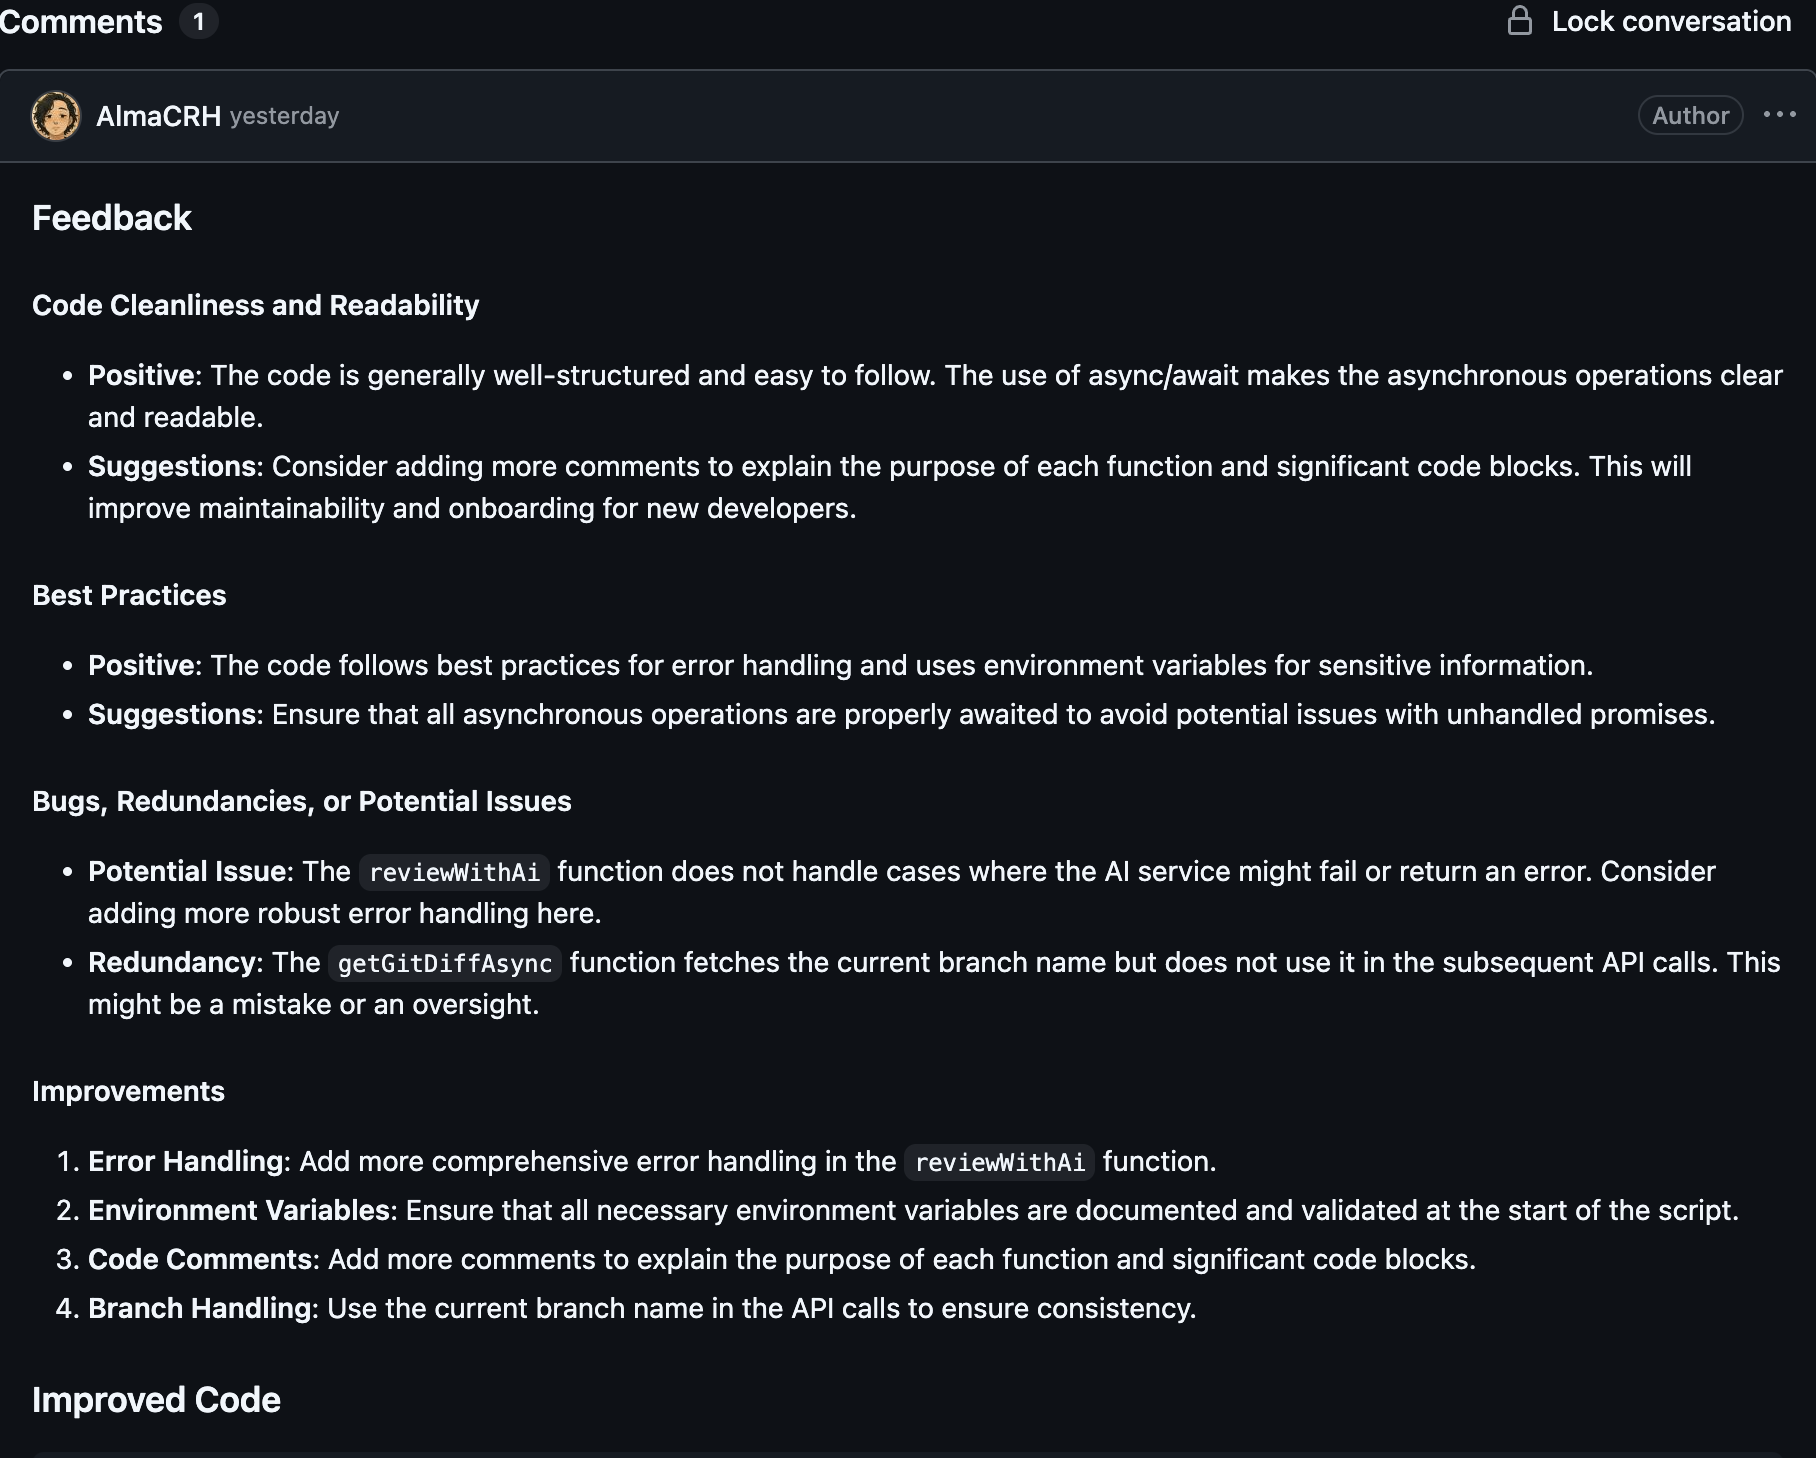 Comments 1
Lock conversation
AlmaCRH yesterday
Author
Feedback
Code Cleanliness and Readability
• Positive: The code is generally well-structured and easy to follow. The use of async/await makes the asynchronous operations clear
and readable.
• Suggestions: Consider adding more comments to explain the purpose of each function and significant code blocks. This will
improve maintainability and onboarding for new developers.
Best Practices
• Positive: The code follows best practices for error handling and uses environment variables for sensitive information.
• Suggestions: Ensure that all asynchronous operations are properly awaited to avoid potential issues with unhandled promises.
Bugs, Redundancies, or Potential Issues
• Potential Issue: The reviewWithAi function does not handle cases where the AI service might fail or return an error. Consider
adding more robust error handling here.
• Redundancy: The getGitDiffAsync function fetches the current branch name but does not use it in the subsequent API calls. This
might be a mistake or an oversight.
Improvements
1. Error Handling: Add more comprehensive error handling in the reviewWithAi function.
2. Environment Variables: Ensure that all necessary environment variables are documented and validated at the start of the script.
3. Code Comments: Add more comments to explain the purpose of each function and significant code blocks.
4. Branch Handling: Use the current branch name in the API calls to ensure consistency.
Improved Code